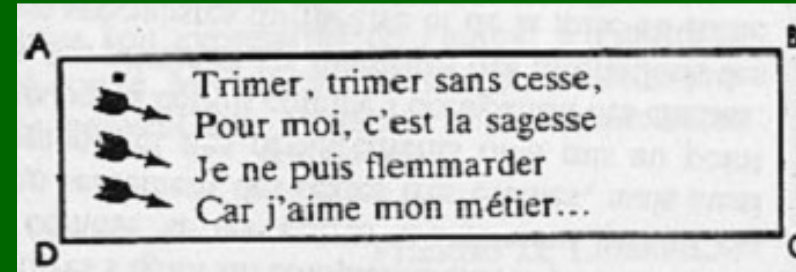 A B
Trimer, trimer sans cesse,
Pour moi, c'est la sagesse
Je ne puis flemmarder
Car j'aime mon métier...
D C